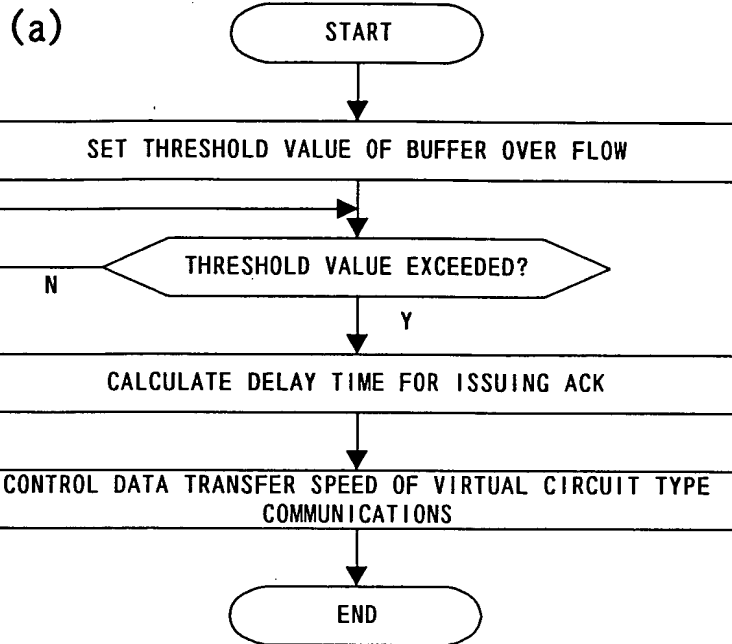 (a)
START
SET THRESHOLD VALUE OF BUFFER OVER FLOW
THRESHOLD VALUE EXCEEDED?
N
Y
CALCULATE DELAY TIME FOR ISSUING ACK
CONTROL DATA TRANSFER SPEED OF VIRTUAL CIRCUIT TYPE
COMMUNICATIONS
END